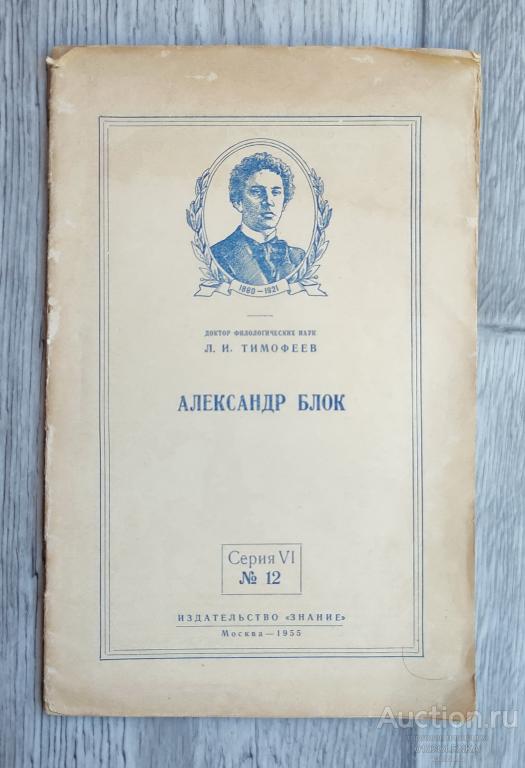 1880—1921
ДОКТОР ФИЛОЛОГИЧЕСКИХ НАУК
Л. И. ТИМОФЕЕВ
АЛЕКСАНДР БЛОК
Серия VI
№ 12
ИЗДАТЕЛЬСТВО «ЗНАНИЕ»
Москва—1955
Auction.ru